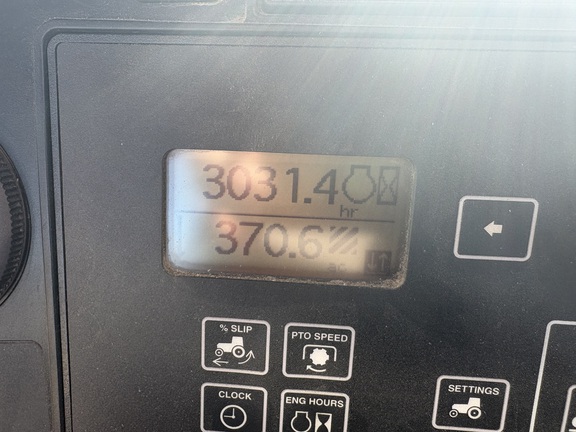 3031.4
hr
370.6
ac
% SLIP
PTO SPEED
CLOCK
ENG HOURS
SETTINGS